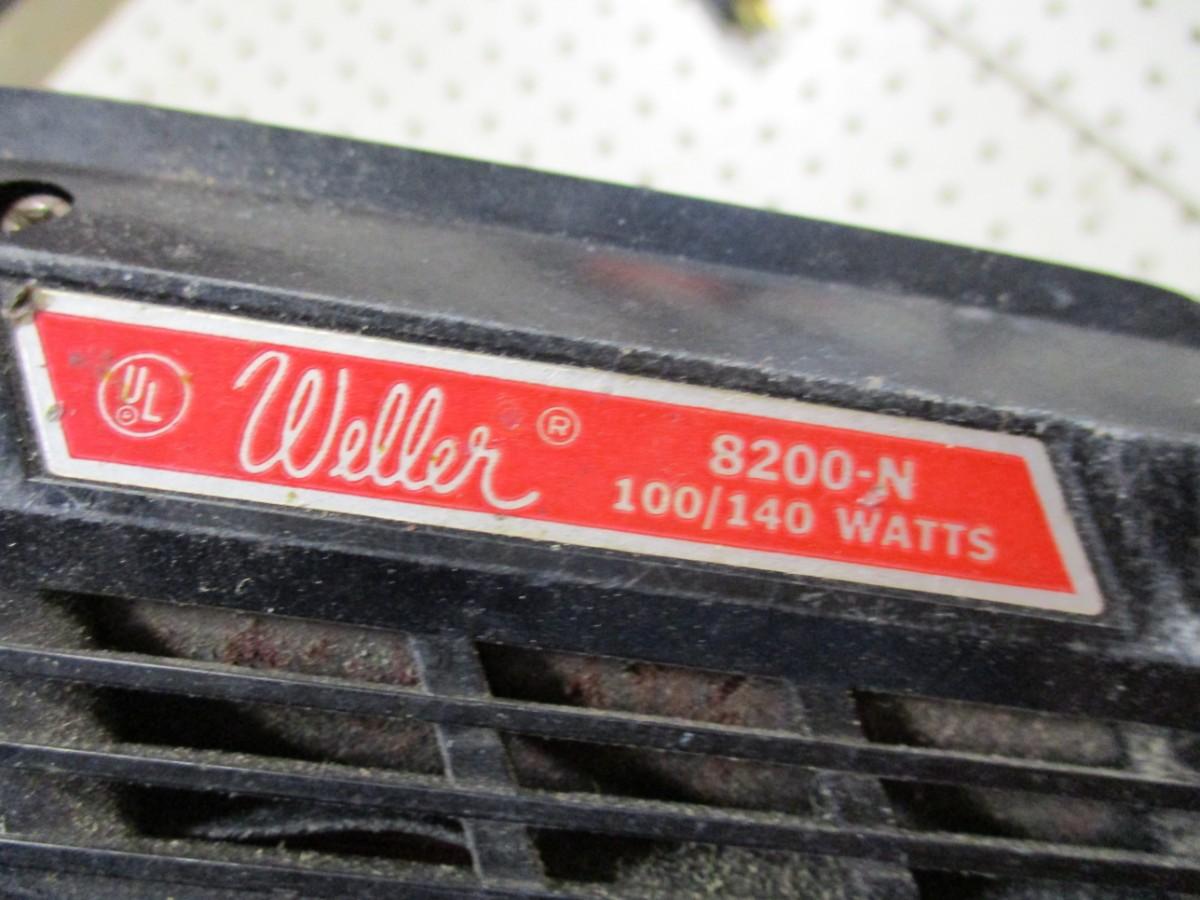 UL
Weller ®
8200-N
100/140 WATTS